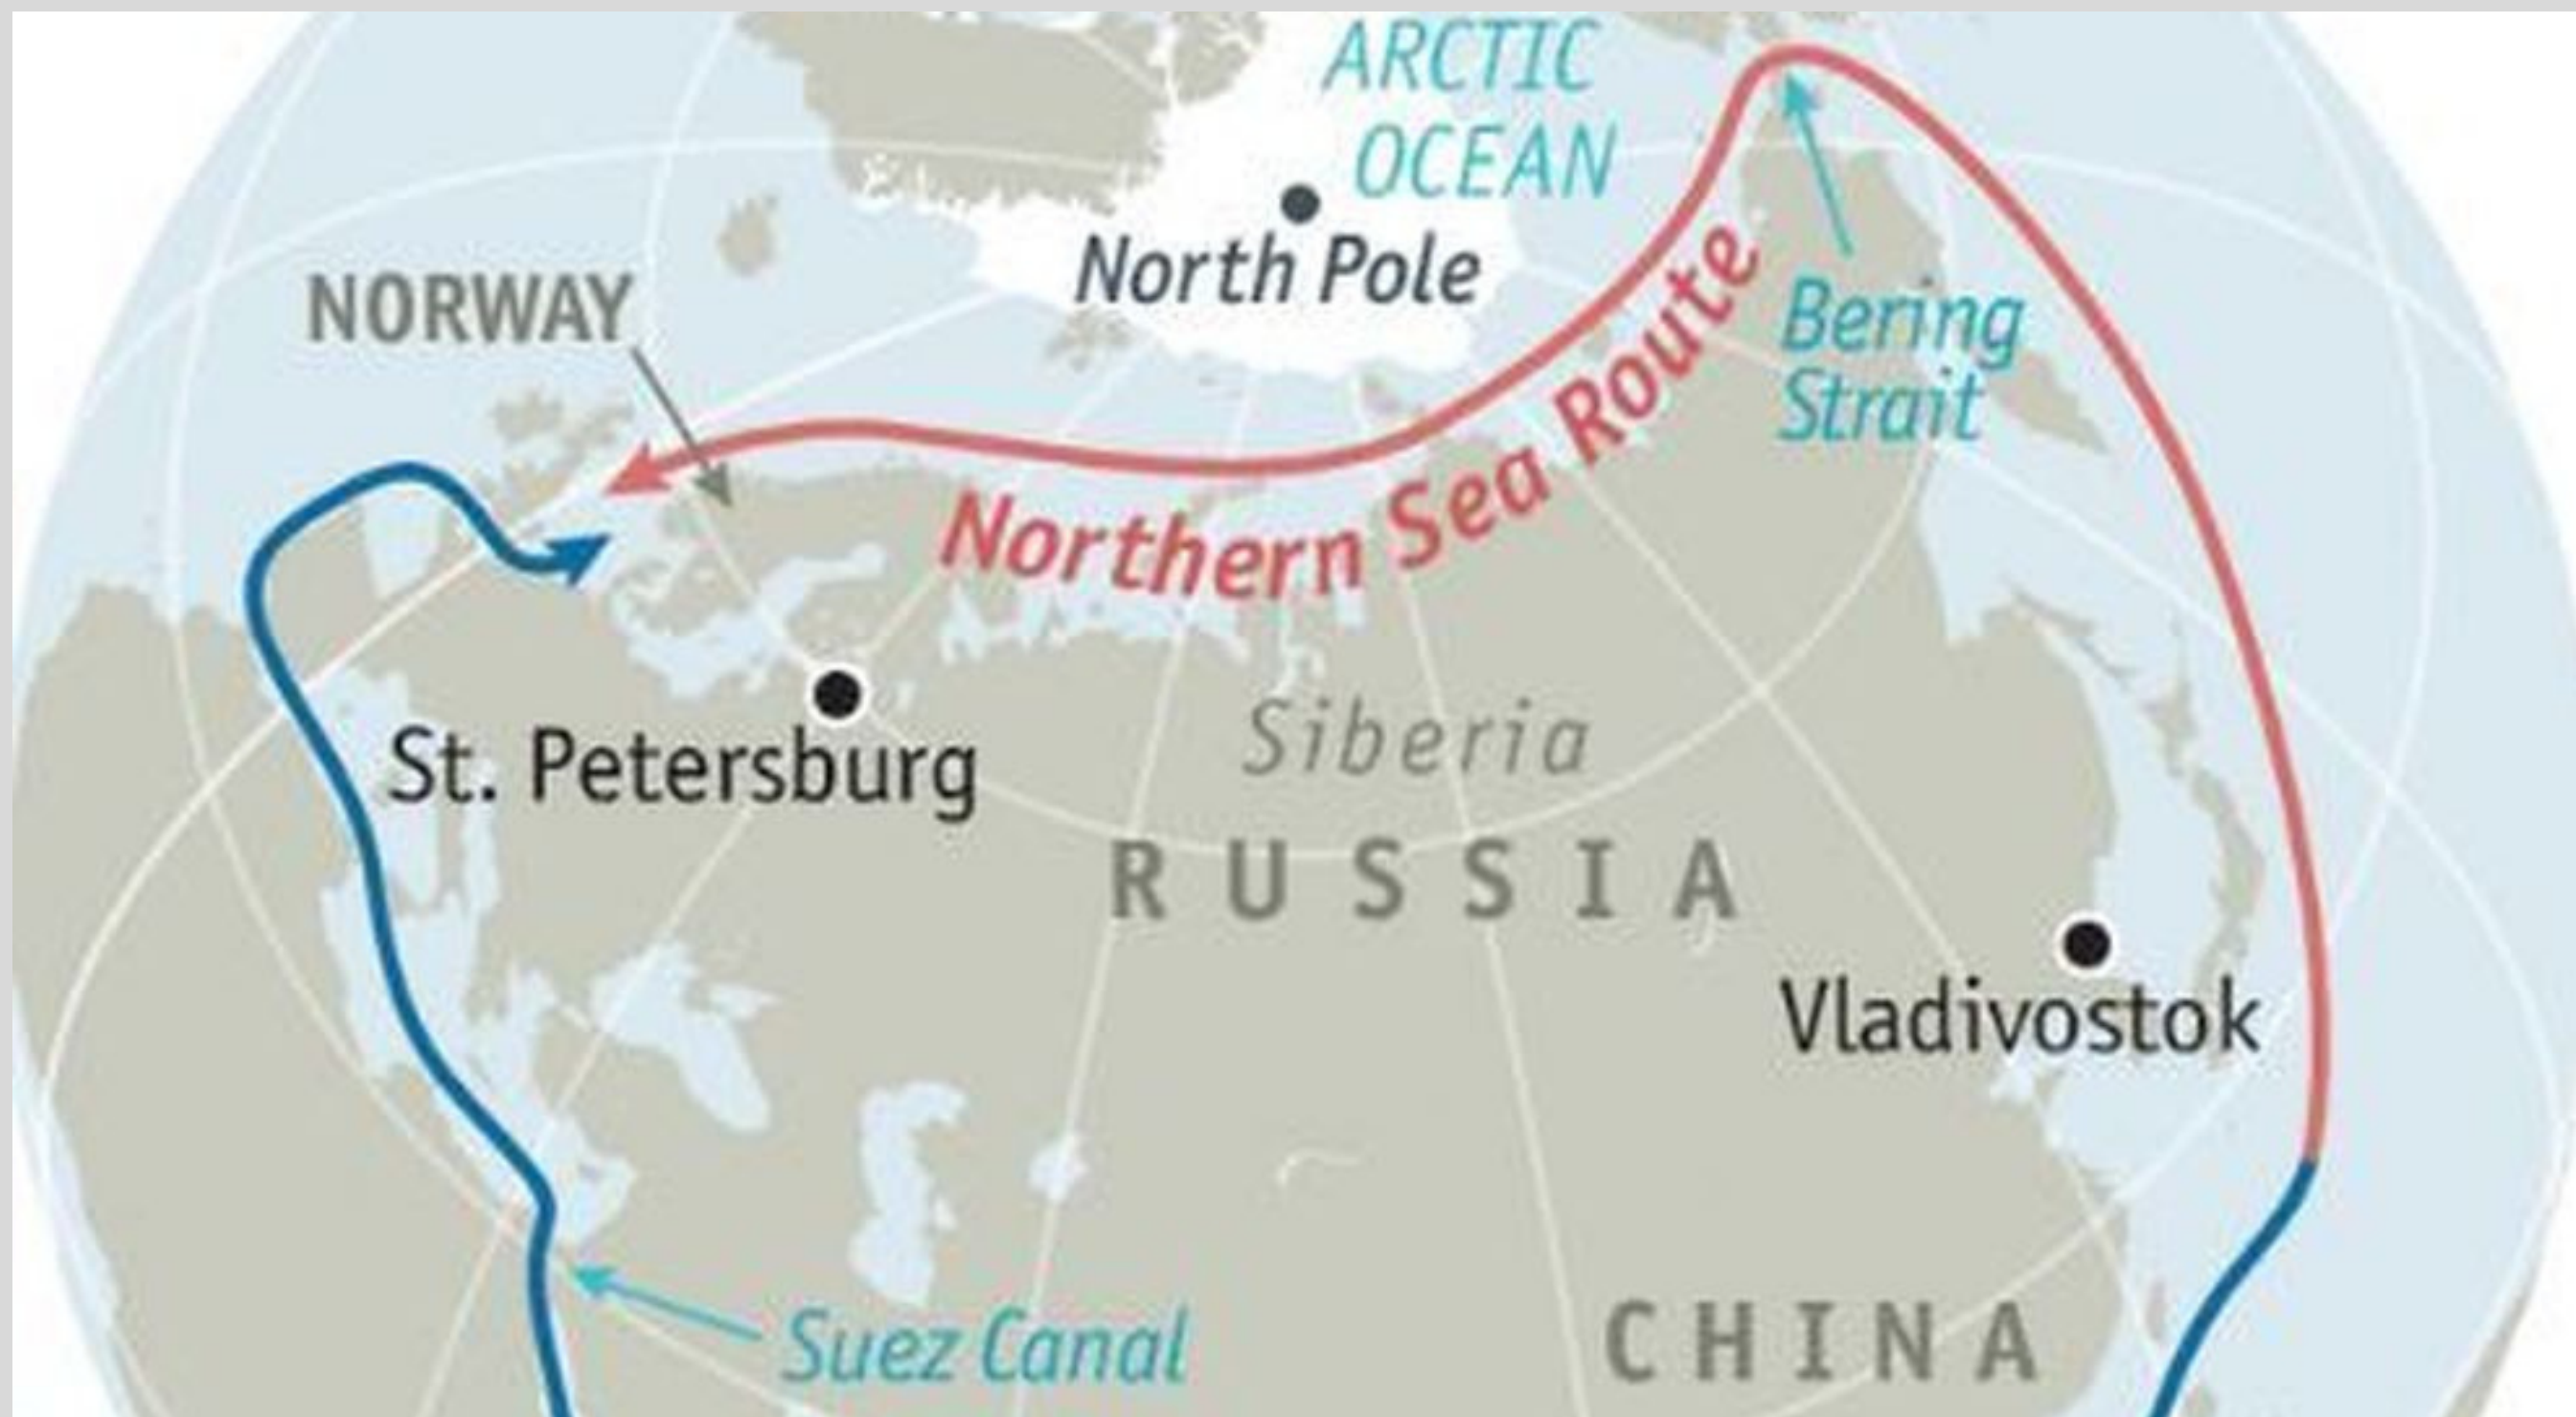 ARCTIC
OCEAN
North Pole
NORWAY
Bering
Strait
Northern Sea Route
St. Petersburg
Siberia
RUSSIA
Vladivostok
Suez Canal
CHINA